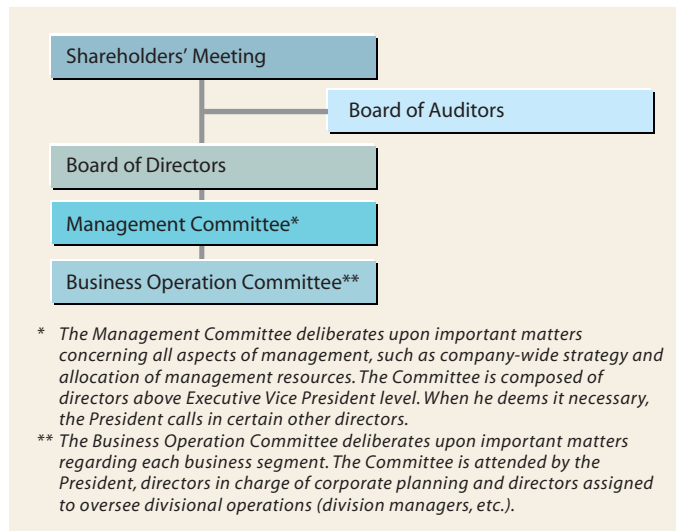 Shareholders’ Meeting
Board of Auditors
Board of Directors
Management Committee*
Business Operation Committee**
* The Management Committee deliberates upon important matters
concerning all aspects of management, such as company-wide strategy and
allocation of management resources. The Committee is composed of
directors above Executive Vice President level. When he deems it necessary,
the President calls in certain other directors.
** The Business Operation Committee deliberates upon important matters
regarding each business segment. The Committee is attended by the
President, directors in charge of corporate planning and directors assigned
to oversee divisional operations (division managers, etc.).